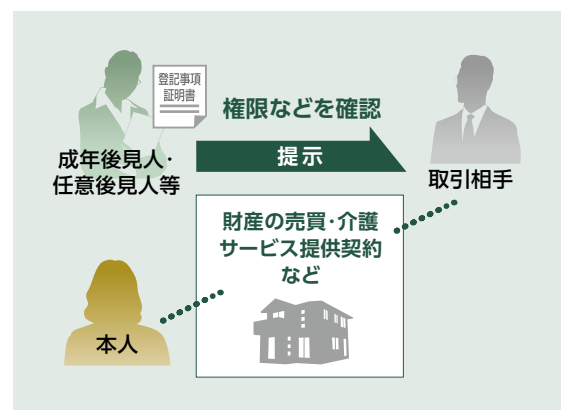 登記事項
証明書
権限などを確認
提示
成年後見人・
任意後見人等
取引相手
財産の売買・介護
サービス提供契約
など
本人